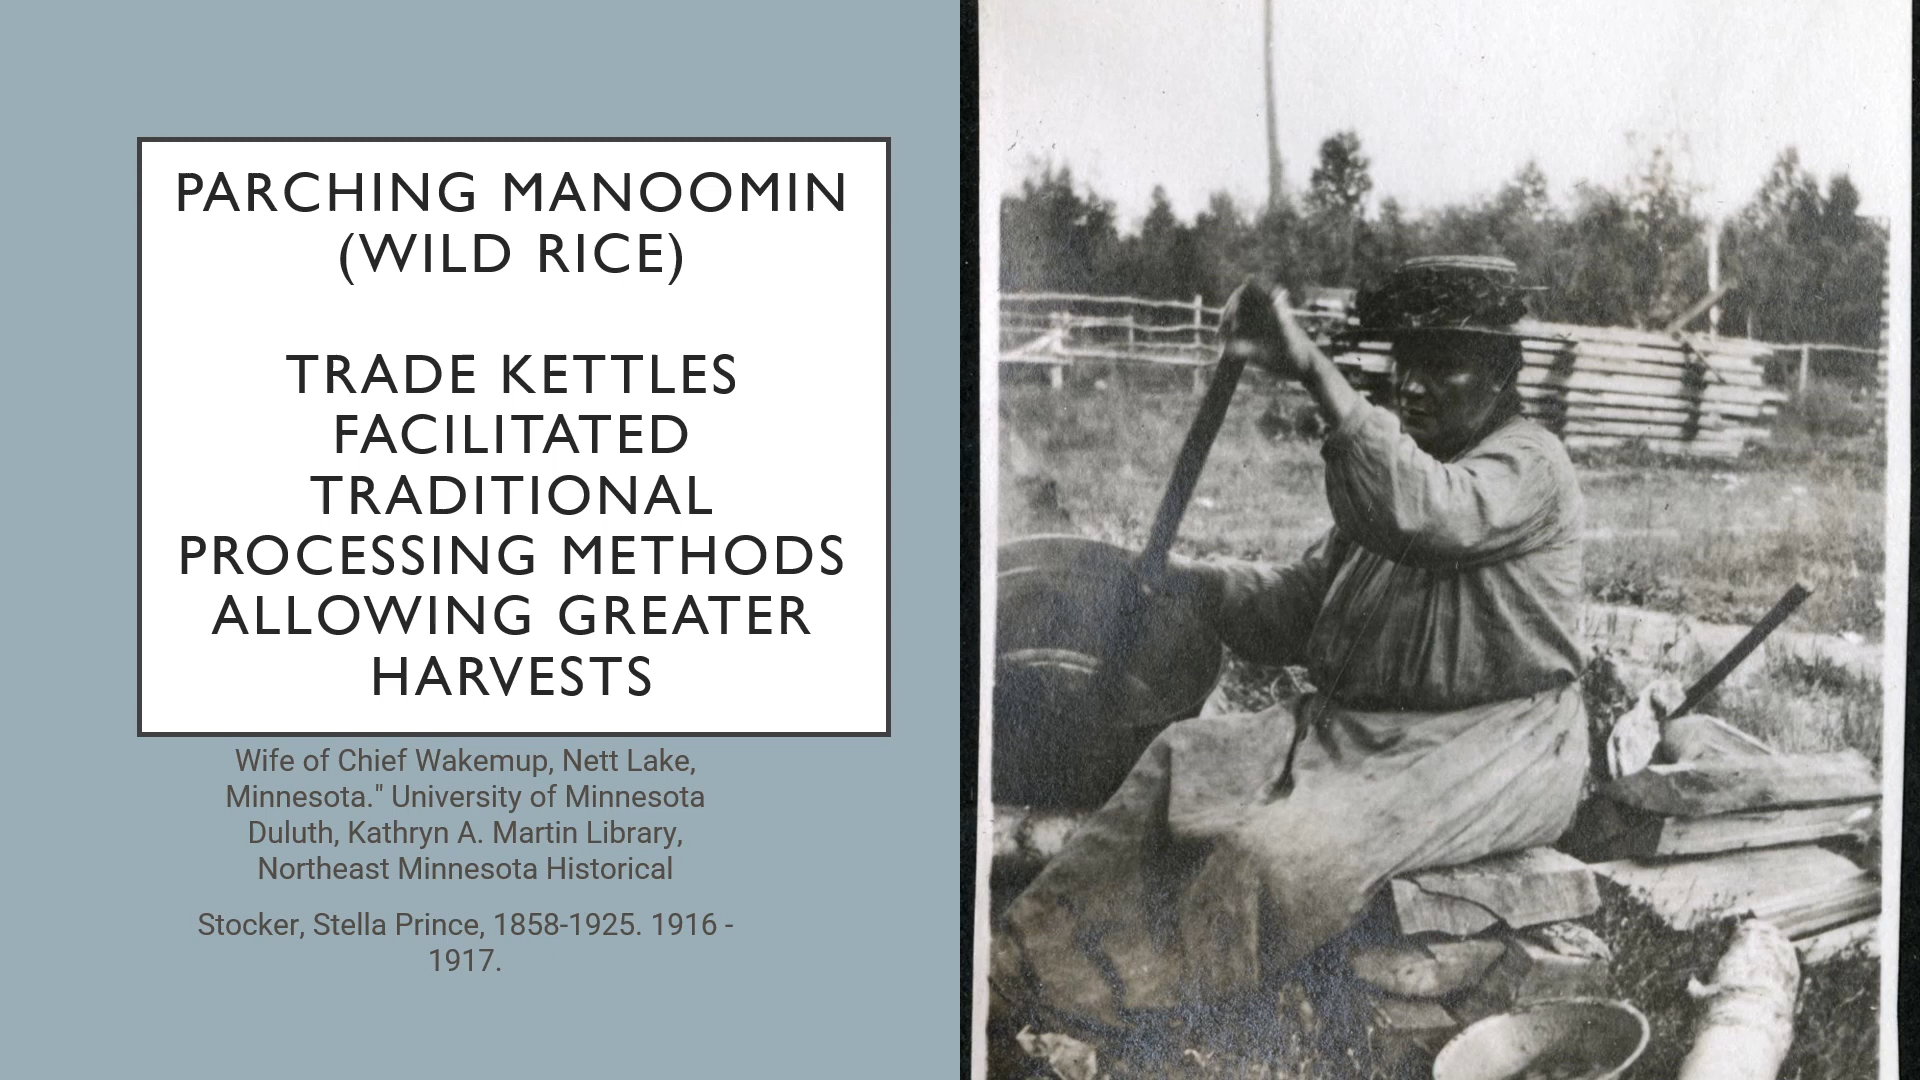 PARCHING MANOOMIN
(WILD RICE)
TRADE KETTLES
FACILITATED
TRADITIONAL
PROCESSING METHODS
ALLOWING GREATER
HARVESTS
Wife of Chief Wakemup, Nett Lake,
Minnesota." University of Minnesota
Duluth, Kathryn A. Martin Library,
Northeast Minnesota Historical
Stocker, Stella Prince, 1858-1925. 1916 -
1917.